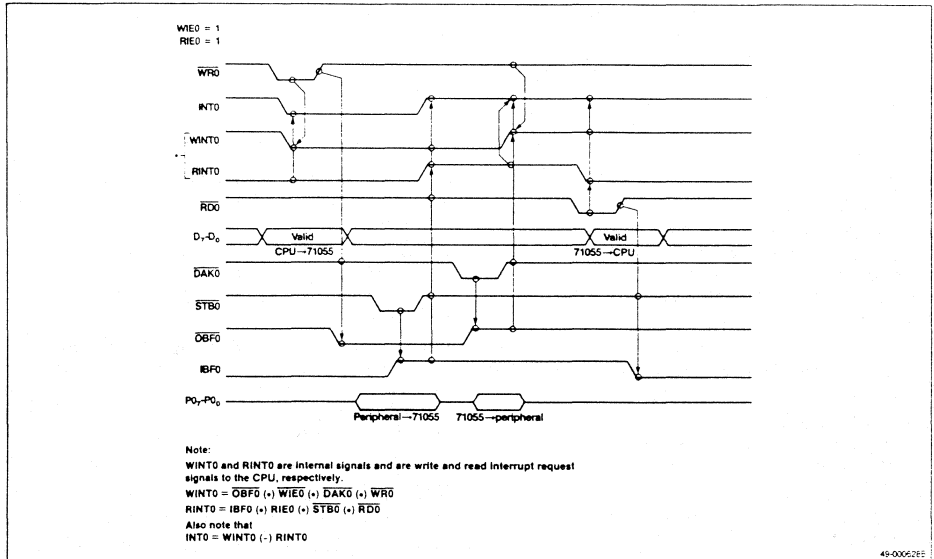 WIE0 = 1
RIE0 = 1
WR0
INT0
WINT0
*
RINT0
RD0
D7-D0
Valid
Valid
CPU→71055
71055→CPU
DAK0
STB0
OBF0
IBF0
P07-P00
Peripheral→71055
71055→peripheral
Note:
WINT0 and RINT0 are internal signals and are write and read interrupt request
signals to the CPU, respectively.
WINT0 = OBF0 (•) WIE0 (•) DAK0 (•) WR0
RINT0 = IBF0 (•) RIE0 (•) STB0 (•) RD0
Also note that
INT0 = WINT0 (-) RINT0